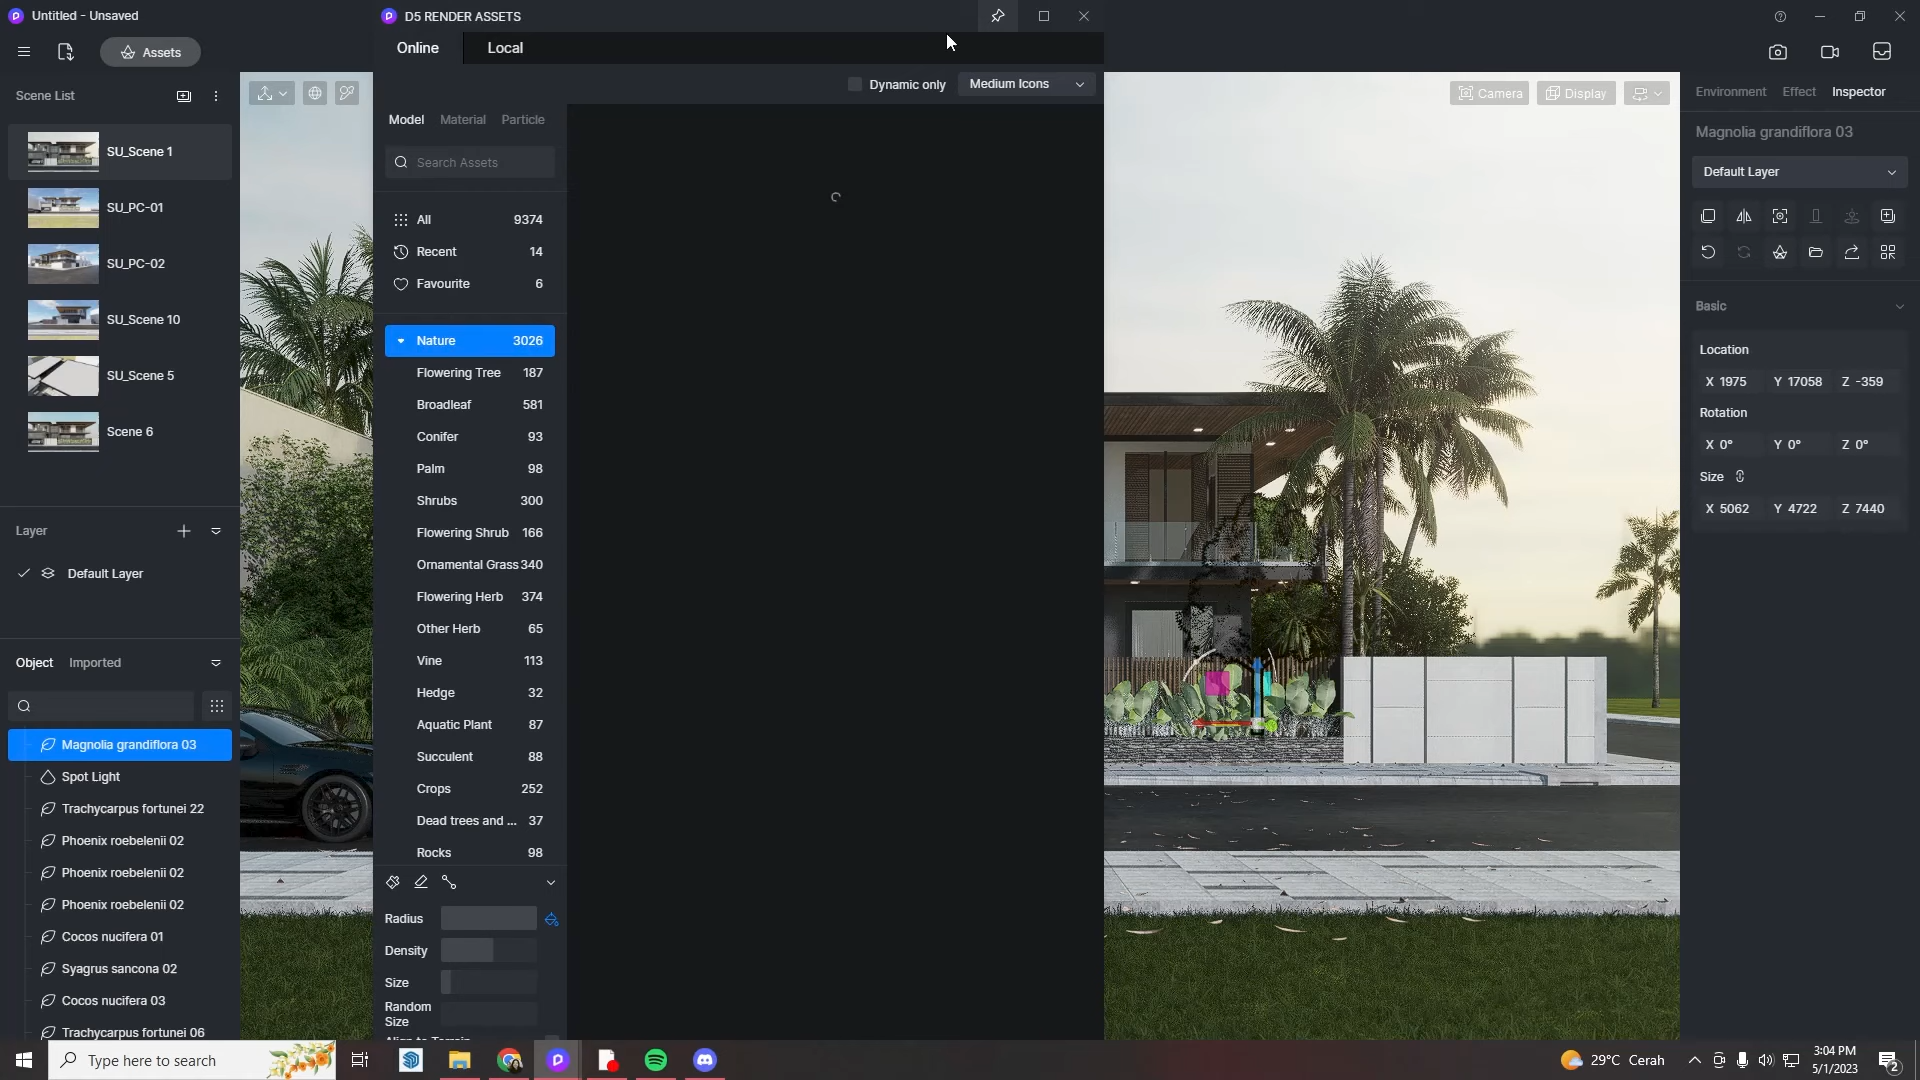 Untitled - Unsaved
D5 RENDER ASSETS
Assets
Online
Local
Dynamic only
Medium Icons
Scene List
SU_Scene 1
SU_PC-01
SU_PC-02
SU_Scene 10
SU_Scene 5
Scene 6
Layer
Default Layer
Object
Imported
Magnolia grandiflora 03
Spot Light
Trachycarpus fortunei 22
Phoenix roebelenii 02
Phoenix roebelenii 02
Phoenix roebelenii 02
Cocos nucifera 01
Syagrus sancona 02
Cocos nucifera 03
Trachycarpus fortunei 06
Model
Material
Particle
Search Assets
All 9374
Recent 14
Favourite 6
Nature 3026
Flowering Tree 187
Broadleaf 581
Conifer 93
Palm 98
Shrubs 300
Flowering Shrub 166
Ornamental Grass 340
Flowering Herb 374
Other Herb 65
Vine 113
Hedge 32
Aquatic Plant 87
Succulent 88
Crops 252
Dead trees and ... 37
Rocks 98
Radius
Density
Size
Random
Size
Align to Terrain
Camera
Display
Environment
Effect
Inspector
Magnolia grandiflora 03
Default Layer
Basic
Location
X 1975 Y 17058 Z -359
Rotation
X 0° Y 0° Z 0°
Size
X 5062 Y 4722 Z 7440
Type here to search
29°C Cerah
3:04 PM
5/1/2023
2